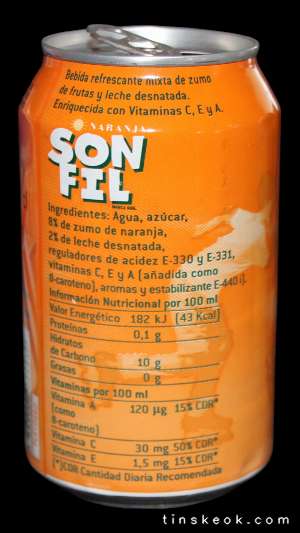 Bebida refrescante mixta de zumo
de frutas y leche desnatada.
Enriquecida con Vitaminas C, E y A.
NARANJA
SON
FIL
Ingredientes: Agua, azúcar,
8% de zumo de naranja,
2% de leche desnatada,
reguladores de acidez E-330 y E-331,
vitaminas C, E y A (añadida como
ß-caroteno), aromas y estabilizante E-440 i).
Información Nutricional por 100 ml
Valor Energético 182 kJ (43 Kcal)
Proteínas 0,1 g
Hidratos
de Carbono 10 g
Grasas 0 g
Vitaminas por 100 ml
Vitamina A 120 µg 15% CDR*
(como
ß-caroteno)
Vitamina C 30 mg 50% CDR*
Vitamina E 1,5 mg 15% CDR*
(*)CDR Cantidad Diaria Recomendada
tinskeok.com